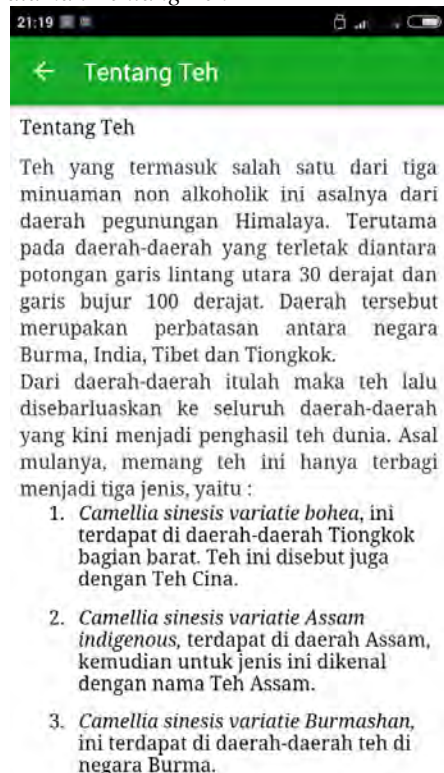 21:19
Tentang Teh
Tentang Teh
Teh yang termasuk salah satu dari tiga
minuaman non alkoholik ini asalnya dari
daerah pegunungan Himalaya. Terutama
pada daerah-daerah yang terletak diantara
potongan garis lintang utara 30 derajat dan
garis bujur 100 derajat. Daerah tersebut
merupakan perbatasan antara negara
Burma, India, Tibet dan Tiongkok.
Dari daerah-daerah itulah maka teh lalu
disebarluaskan ke seluruh daerah-daerah
yang kini menjadi penghasil teh dunia. Asal
mulanya, memang teh ini hanya terbagi
menjadi tiga jenis, yaitu :
1. Camellia sinesis variatie bohea, ini
terdapat di daerah-daerah Tiongkok
bagian barat. Teh ini disebut juga
dengan Teh Cina.
2. Camellia sinesis variatie Assam
indigenous, terdapat di daerah Assam,
kemudian untuk jenis ini dikenal
dengan nama Teh Assam.
3. Camellia sinesis variatie Burmashan,
ini terdapat di daerah-daerah teh di
negara Burma.